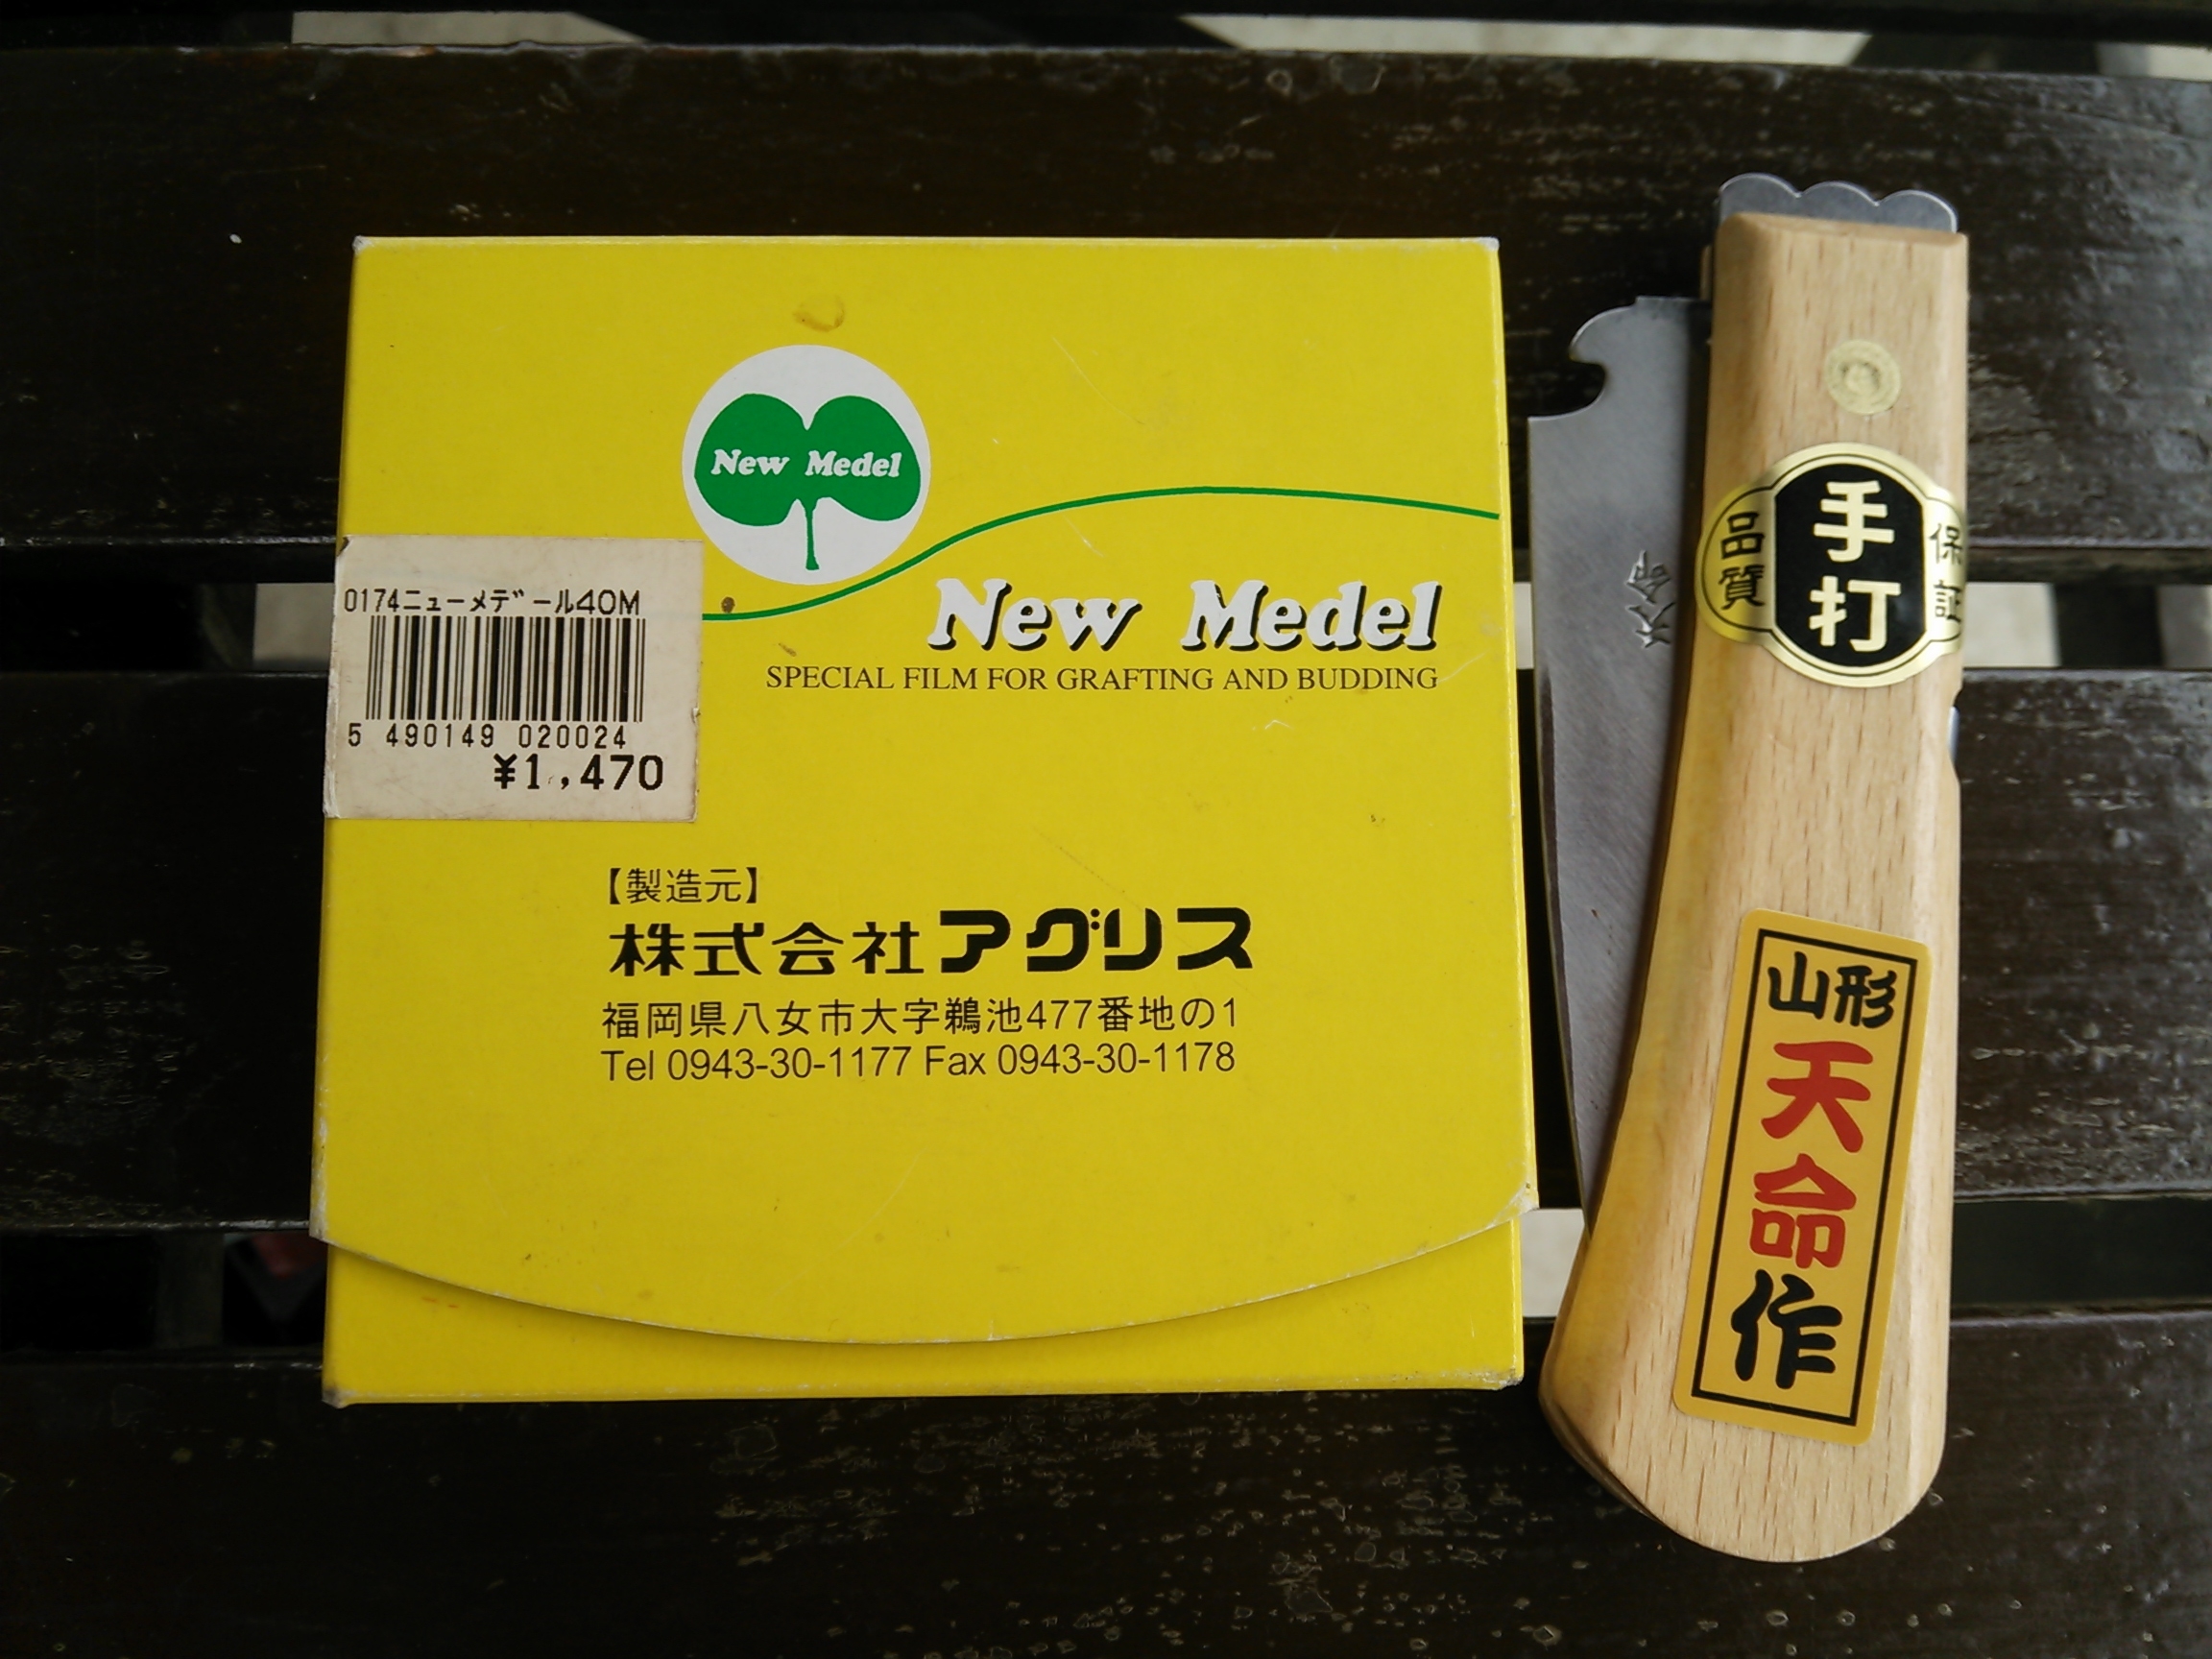 New Medel
0174ニューメデール40M
5 490149 020024
¥1,470
New Medel
SPECIAL FILM FOR GRAFTING AND BUDDING
【製造元】
株式会社アグリス
福岡県八女市大字鵜池477番地の1
Tel 0943-30-1177 Fax 0943-30-1178
品質
手打
保証
山形
天命
作